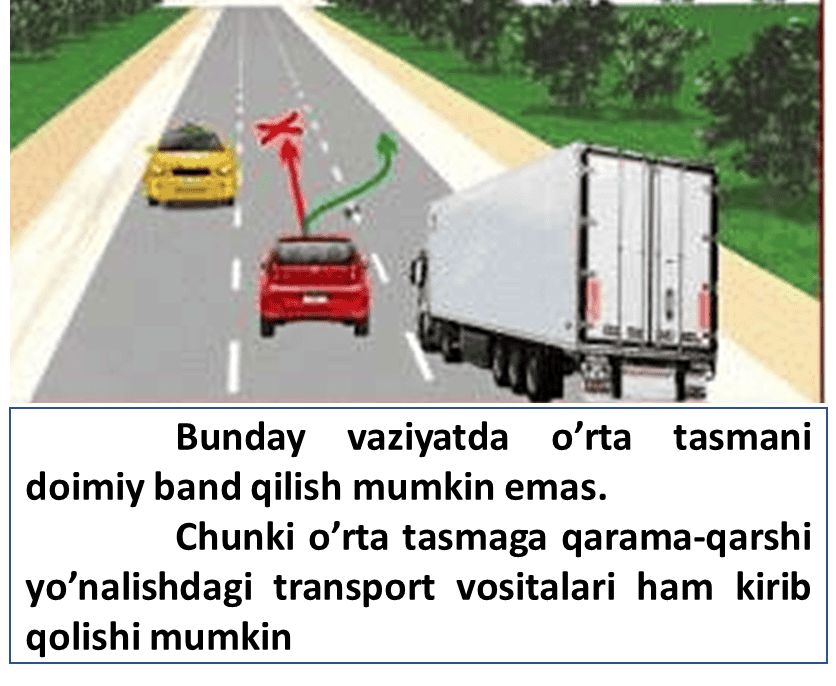 Bunday vaziyatda o’rta tasmani
doimiy band qilish mumkin emas.
Chunki o’rta tasmaga qarama-qarshi
yo’nalishdagi transport vositalari ham kirib
qolishi mumkin